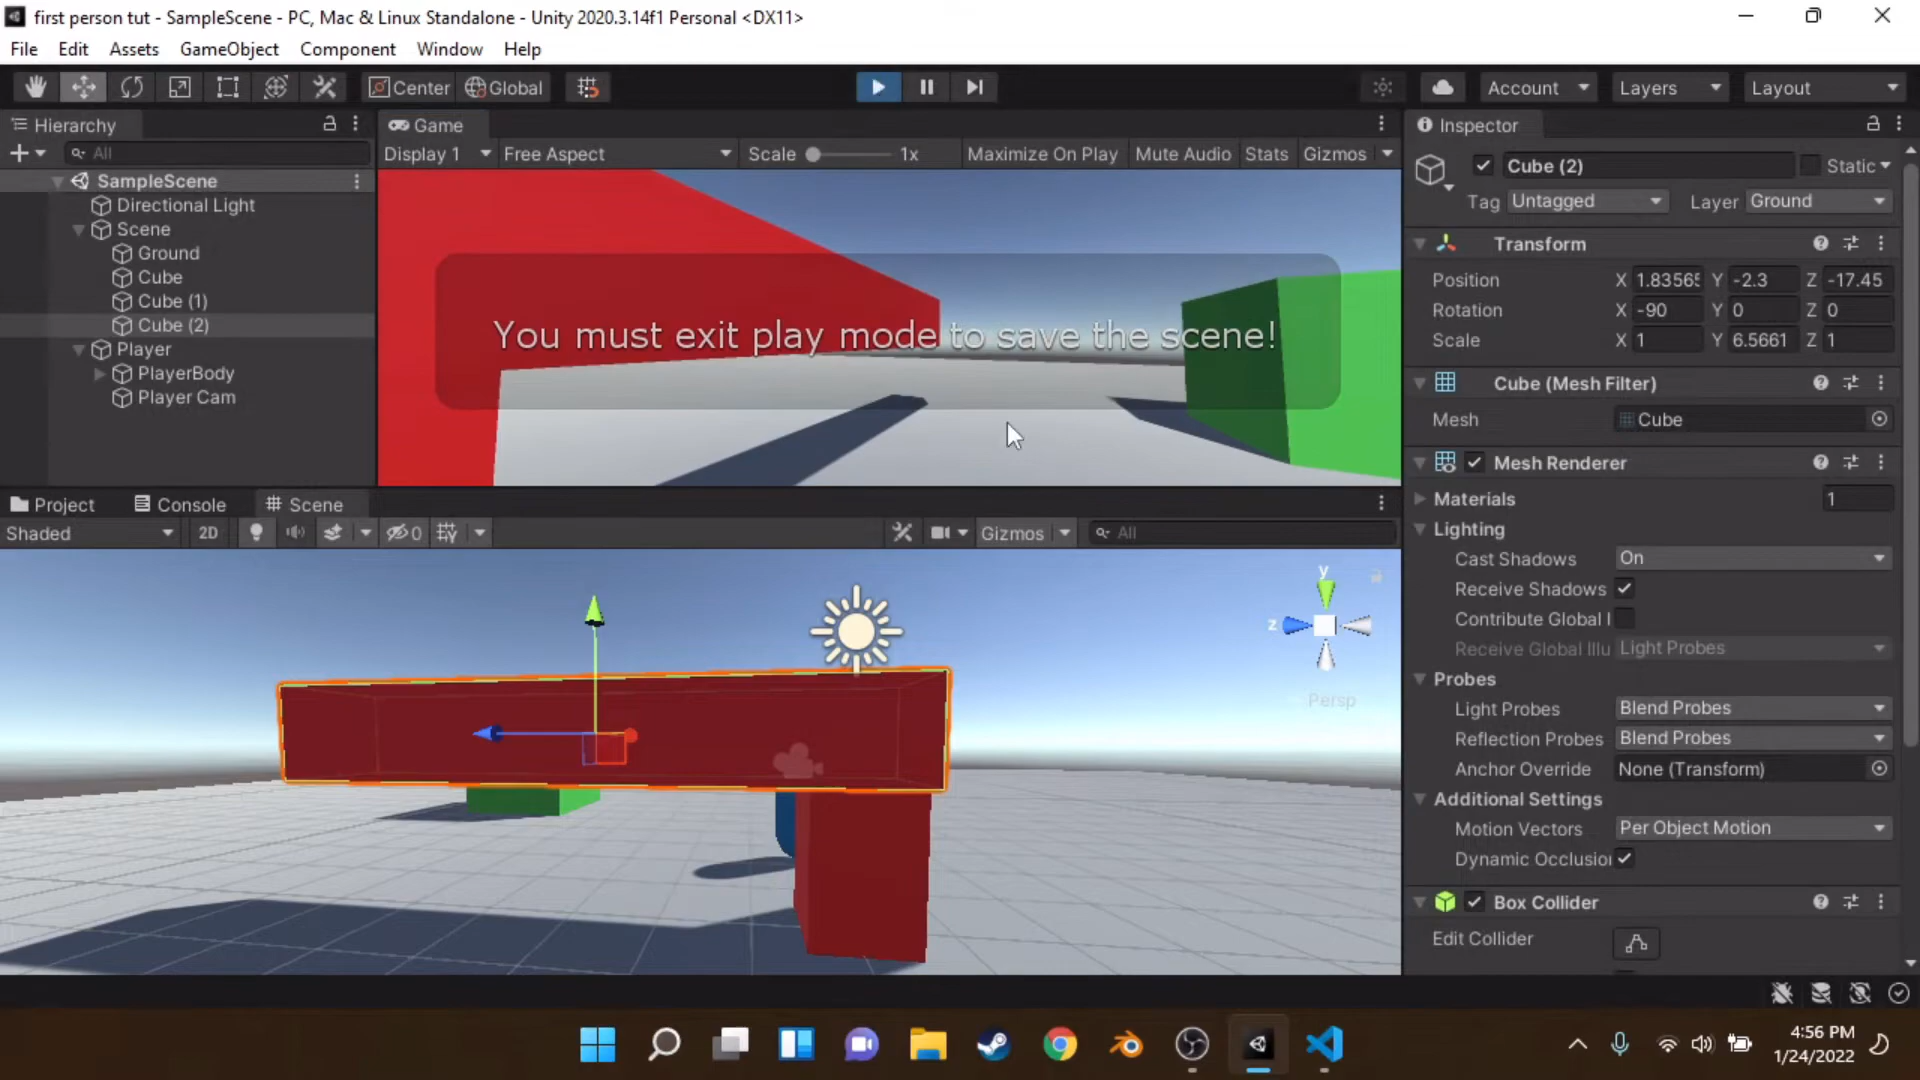 first person tut - SampleScene - PC, Mac & Linux Standalone - Unity 2020.3.14f1 Personal <DX11>
File Edit Assets GameObject Component Window Help
Center Global Account Layers Layout
Hierarchy
All
SampleScene
Directional Light
Scene
Ground
Cube
Cube (1)
Cube (2)
Player
PlayerBody
Player Cam
Game
Display 1 Free Aspect Scale 1x Maximize On Play Mute Audio Stats Gizmos
You must exit play mode to save the scene!
Project Console Scene
Shaded 2D 0 Gizmos All
y
z
Persp
Inspector
Cube (2) Static
Tag Untagged Layer Ground
Transform
Position X 1.83565 Y -2.3 Z -17.45
Rotation X -90 Y 0 Z 0
Scale X 1 Y 6.5661 Z 1
Cube (Mesh Filter)
Mesh Cube
Mesh Renderer
Materials 1
Lighting
Cast Shadows On
Receive Shadows
Contribute Global I
Receive Global Illu Light Probes
Probes
Light Probes Blend Probes
Reflection Probes Blend Probes
Anchor Override None (Transform)
Additional Settings
Motion Vectors Per Object Motion
Dynamic Occlusio
Box Collider
Edit Collider
4:56 PM
1/24/2022